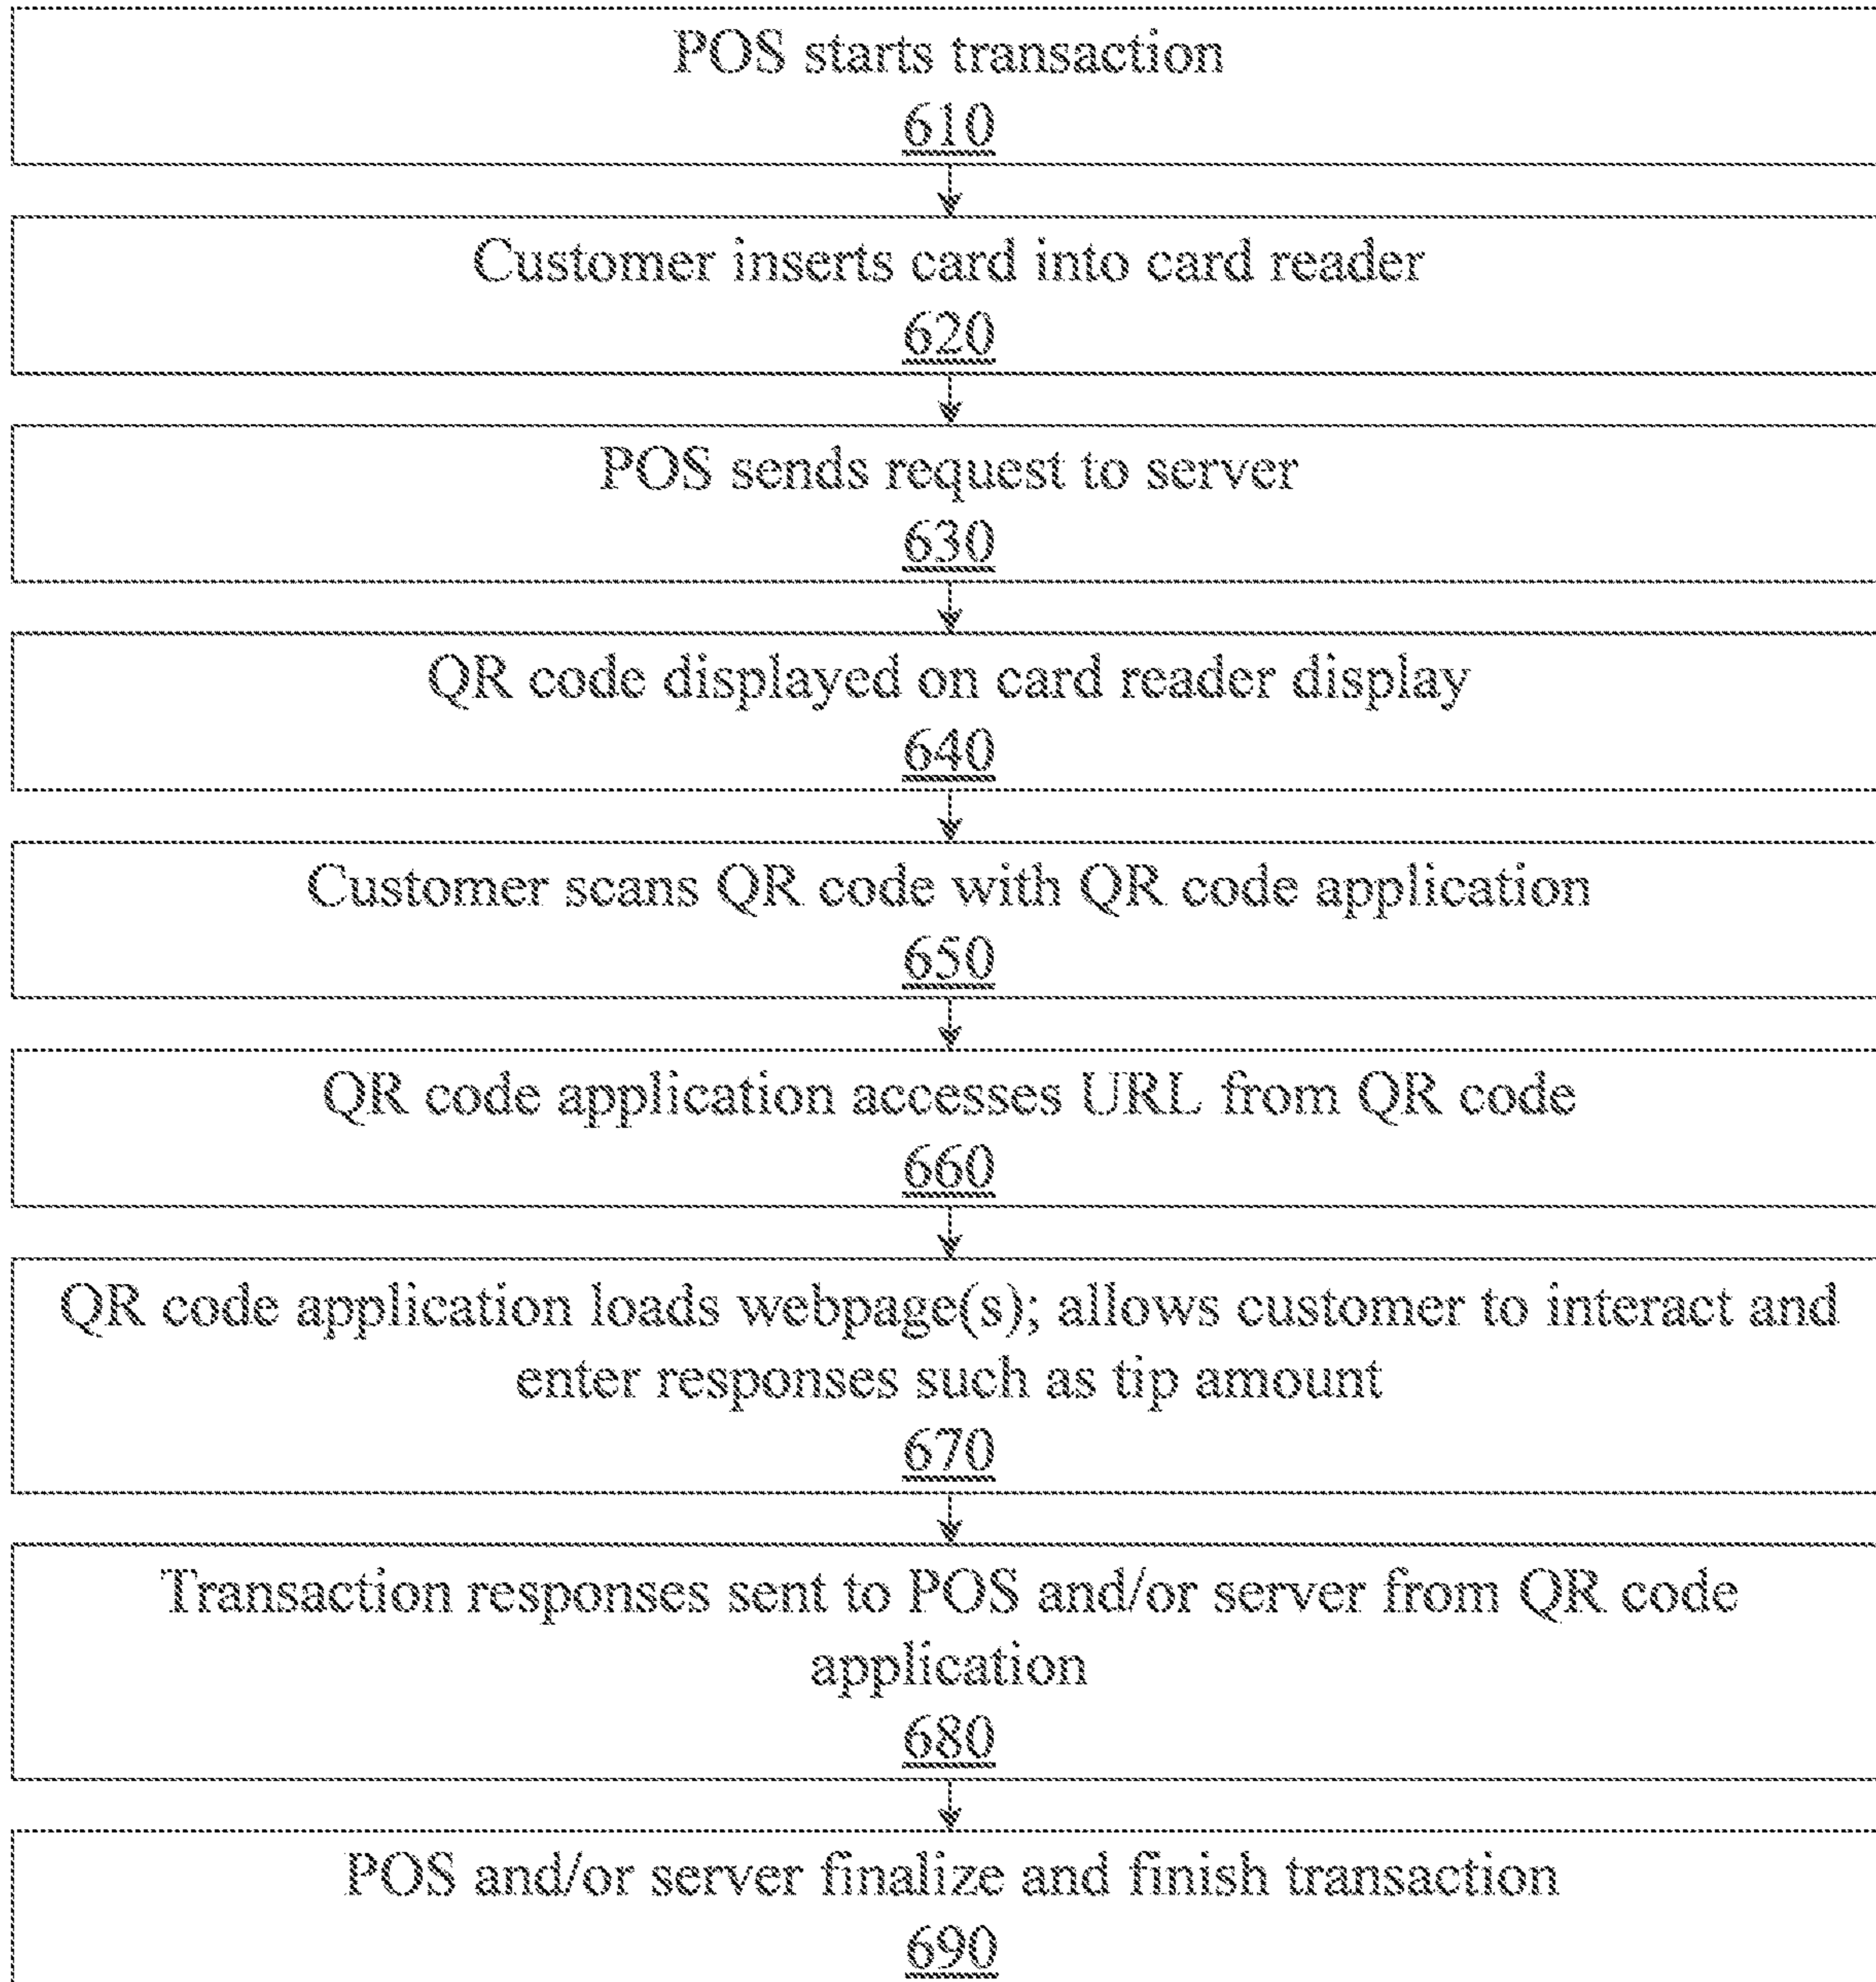 POS starts transaction
610
Customer inserts card into card reader
620
POS sends request to server
630
QR code displayed on card reader display
640
Customer scans QR code with QR code application
650
QR code application accesses URL from QR code
660
QR code application loads webpage(s); allows customer to interact and
enter responses such as tip amount
670
Transaction responses sent to POS and/or server from QR code
application
680
POS and/or server finalize and finish transaction
690